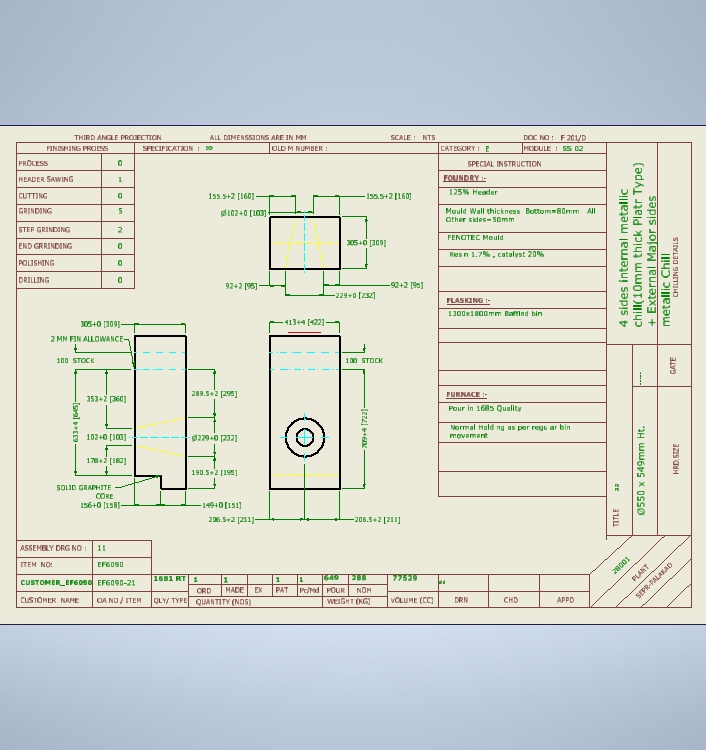 THIRD ANGLE PROJECTION ALL DIMENSSIONS ARE IN MM SCALE : NTS DOC NO : F 201/D
FINISHING PROESS SPECIFICATION : ss OLD M NUMBER : CATEGORY : E MODULE : SS 02
PROCESS 0
HEADER SAWING 1
CUTTING 0
GRINDING 5
STEP GRINDING 2
END GRRINDING 0
POLISHING 0
DRILLING 0
SPECIAL INSTRUCTION
FOUNDRY :-
125% Header
Mould Wall thickness Bottom=80mm All
Other sides=50mm
FENOTEC Mould
Resin 1.7% , catalyst 20%
FLASKING :-
1300x1800mm Baffled bin
FURNACE :-
Pour in 1685 Quality
Normal Holding as per regular bin
movement
4 sides internal metallic
chill(10mm thick Platr Type)
+ External Major sides
metallic Chill
CHILLING DETAILS
GATE
.....
HRD.SIZE
Ø550 x 549mm Ht.
TITLE aa
155.5+2 [160] 155.5+2 [160]
Ø102+0 [103]
305+0 [309]
92+2 [95] 92+2 [95]
229+0 [232]
305+0 [309]
2 MM FIN ALLOWANCE
100 STOCK
353+2 [360]
633+4 [645]
102+0 [103]
178+2 [182]
289.5+2 [295]
Ø229+0 [232]
190.5+2 [195]
SOLID GRAPHITE
CORE
156+0 [158] 149+0 [151]
413+4 [422]
100 STOCK
709+4 [722]
206.5+2 [211] 206.5+2 [211]
ASSEMBLY DRG NO : 11
ITEM NO: EF6090
CUSTOMER_EF6090 EF6090-21 1681 RT 1 1 1 1 649 288 77529
CUSTOMER NAME OA NO / ITEM QLY/ TYPE
ORD MADE EX PAT Pc/Md POUR NOM
QUANTITY (NOS) WEIGHT (KG) VOLUME (CC) DRN CHD APPD
28001
PLANT
SEPR-PALAKAD